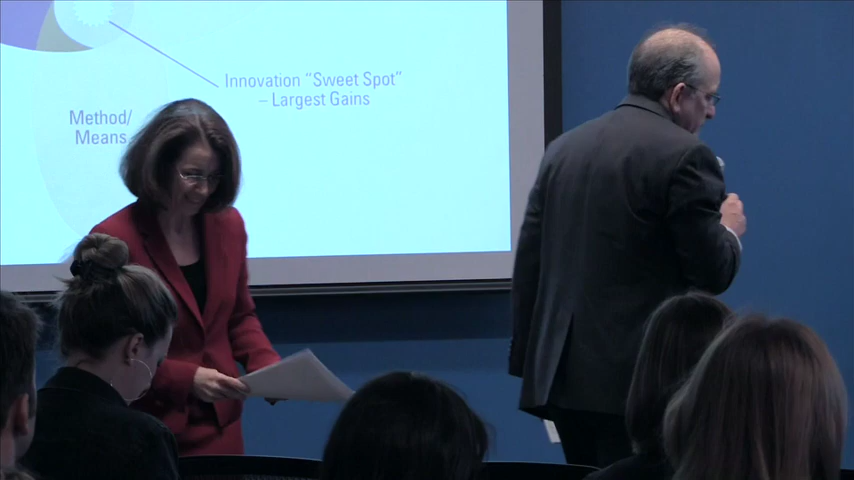 Innovation “Sweet Spot”
– Largest Gains
Method/
Means